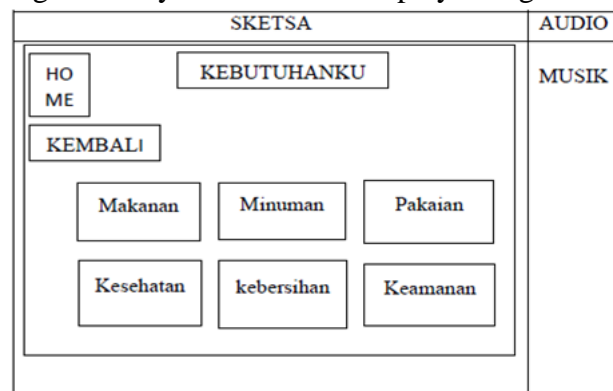 SKETSA AUDIO
HO
ME
KEBUTUHANKU
MUSIK
KEMBALI
Makanan Minuman Pakaian
Kesehatan kebersihan Keamanan